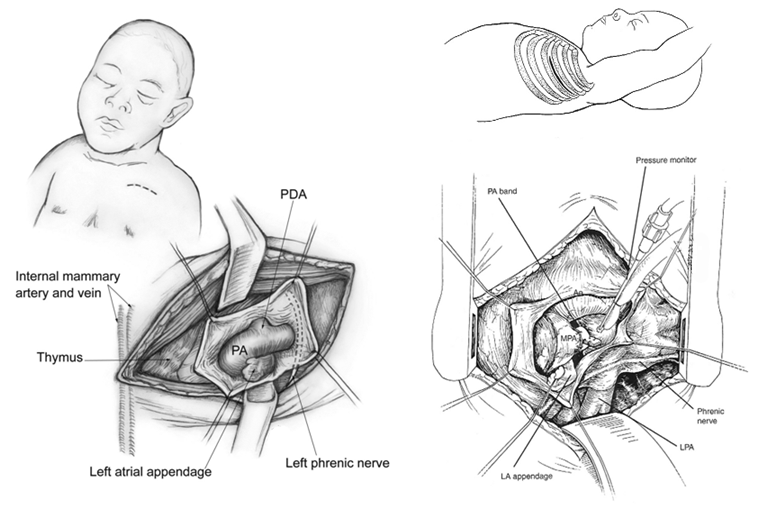 PDA
Internal mammary
artery and vein
Thymus
PA
Left atrial appendage
Left phrenic nerve
Pressure monitor
PA band
Ao
MPA
Phrenic
nerve
LPA
LA appendage